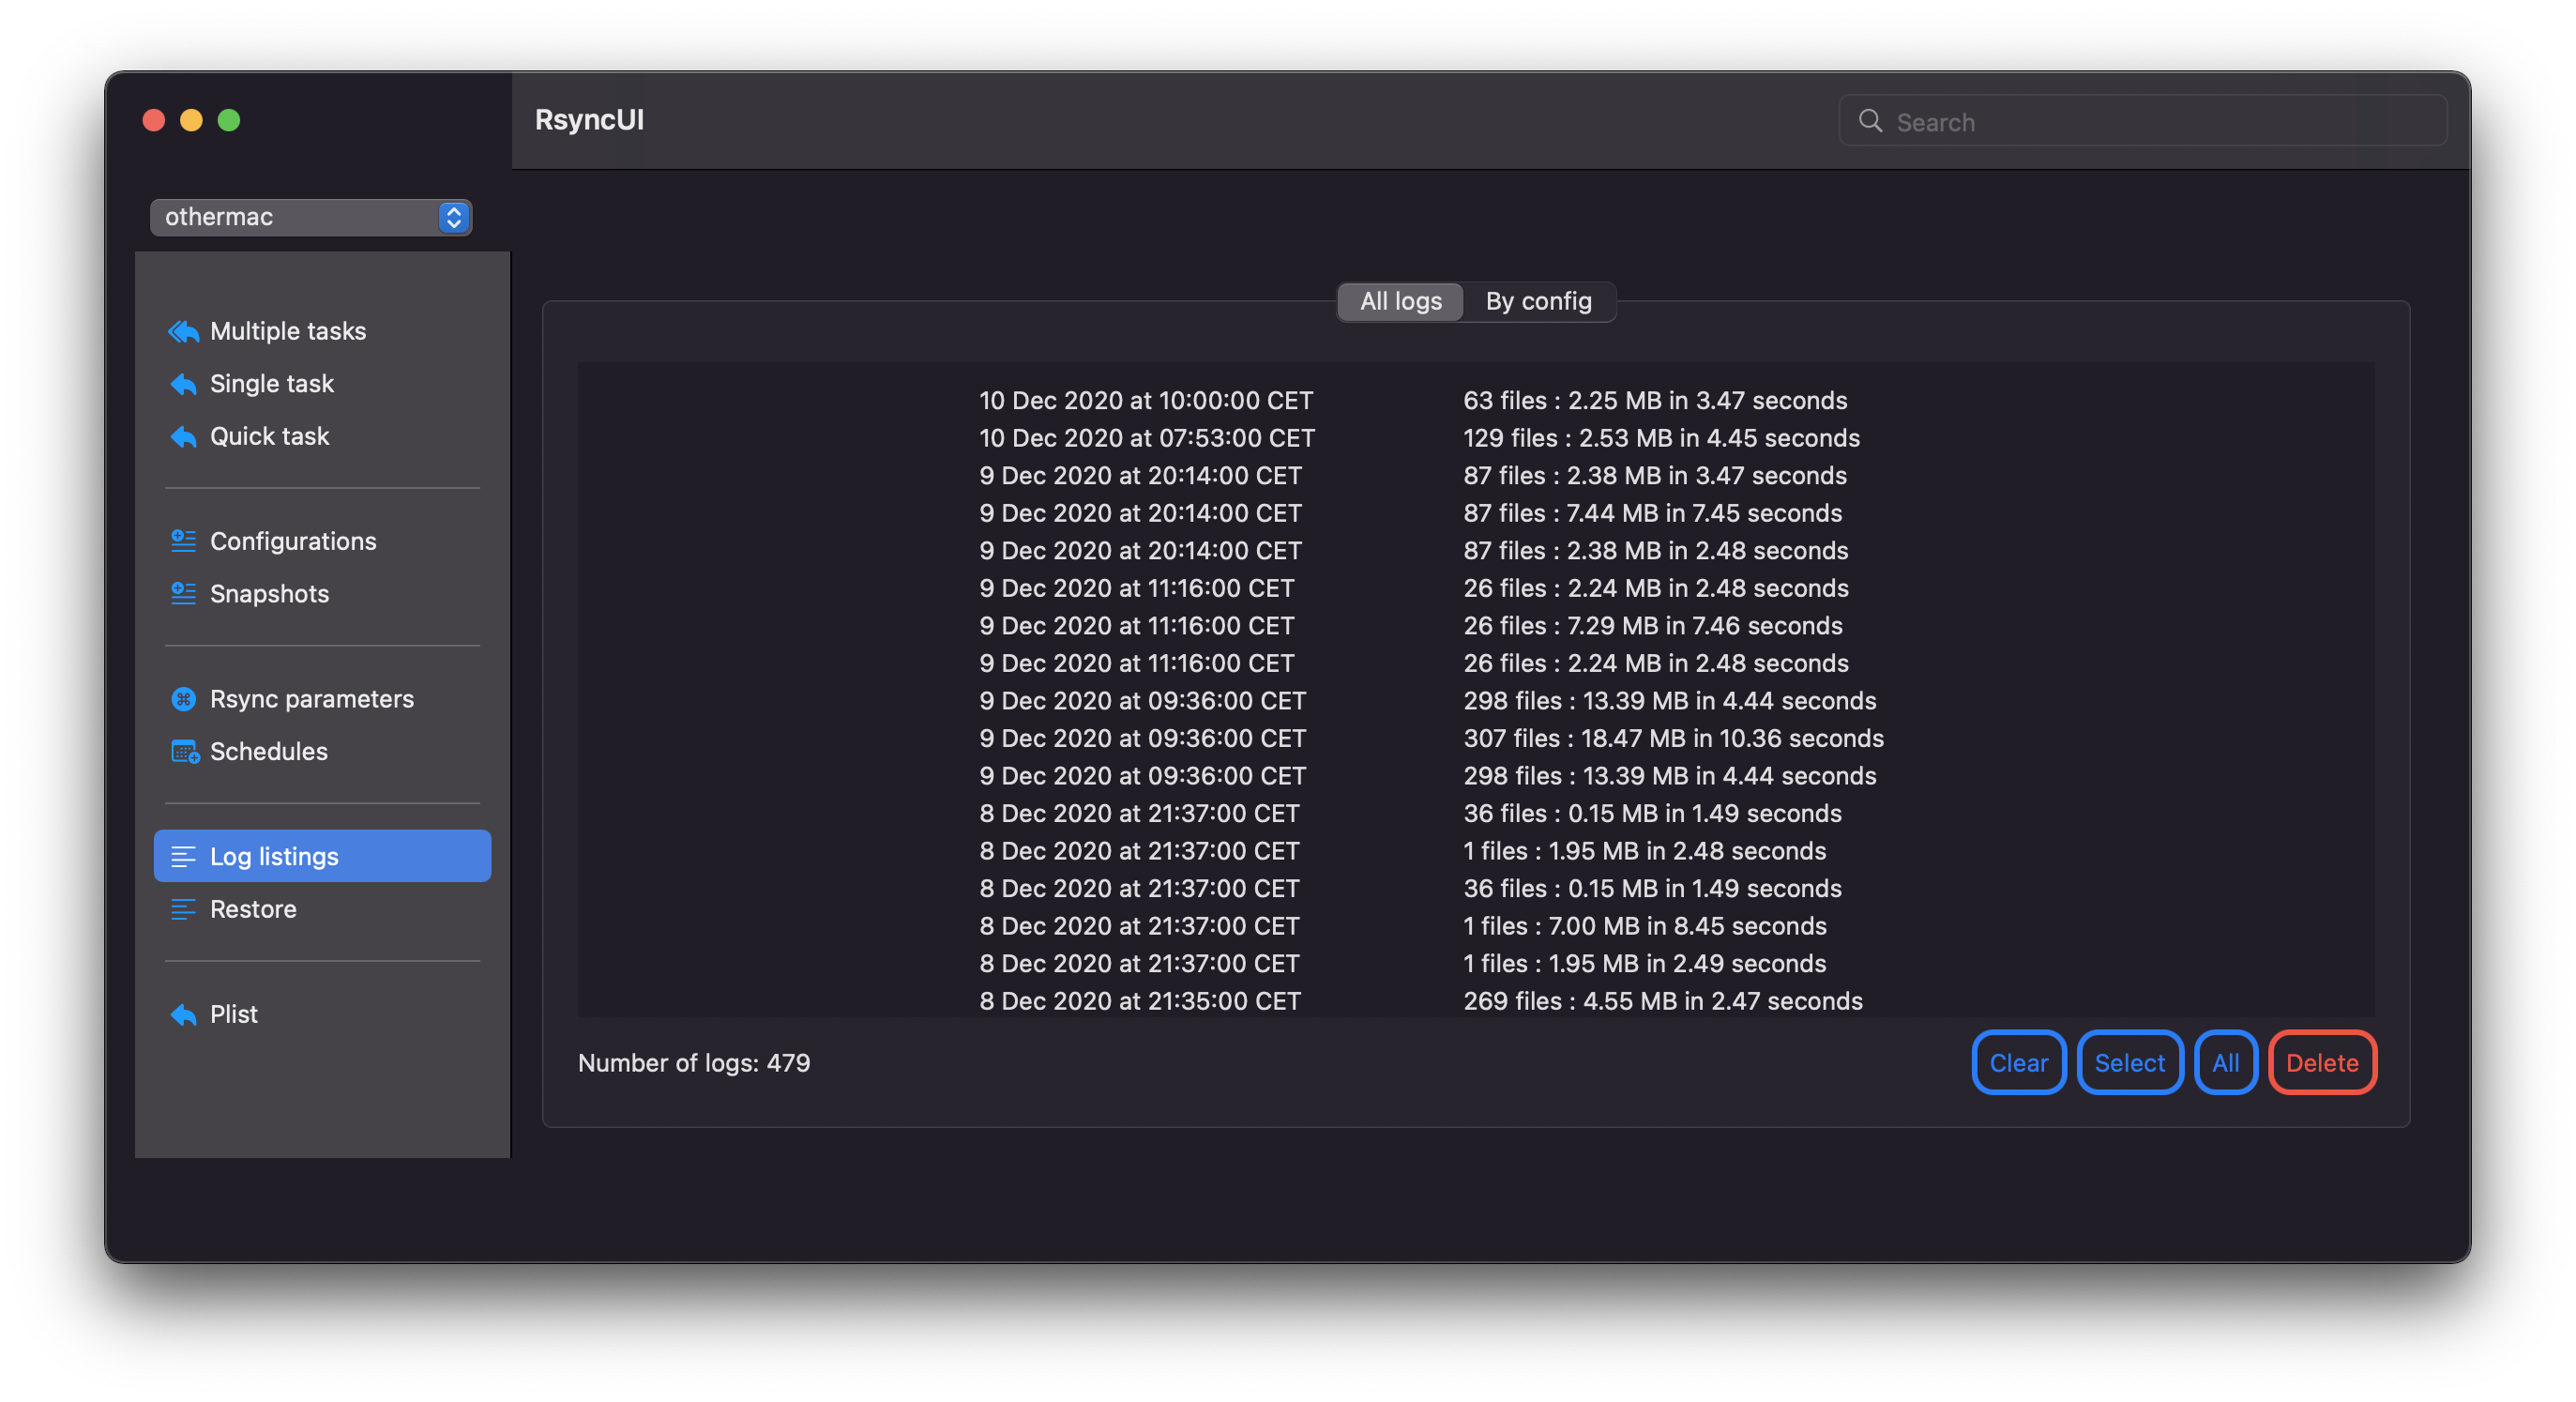 RsyncUI
Search
othermac
Multiple tasks
Single task
Quick task
Configurations
Snapshots
Rsync parameters
Schedules
Log listings
Restore
Plist
All logs By config
10 Dec 2020 at 10:00:00 CET 63 files : 2.25 MB in 3.47 seconds
10 Dec 2020 at 07:53:00 CET 129 files : 2.53 MB in 4.45 seconds
9 Dec 2020 at 20:14:00 CET 87 files : 2.38 MB in 3.47 seconds
9 Dec 2020 at 20:14:00 CET 87 files : 7.44 MB in 7.45 seconds
9 Dec 2020 at 20:14:00 CET 87 files : 2.38 MB in 2.48 seconds
9 Dec 2020 at 11:16:00 CET 26 files : 2.24 MB in 2.48 seconds
9 Dec 2020 at 11:16:00 CET 26 files : 7.29 MB in 7.46 seconds
9 Dec 2020 at 11:16:00 CET 26 files : 2.24 MB in 2.48 seconds
9 Dec 2020 at 09:36:00 CET 298 files : 13.39 MB in 4.44 seconds
9 Dec 2020 at 09:36:00 CET 307 files : 18.47 MB in 10.36 seconds
9 Dec 2020 at 09:36:00 CET 298 files : 13.39 MB in 4.44 seconds
8 Dec 2020 at 21:37:00 CET 36 files : 0.15 MB in 1.49 seconds
8 Dec 2020 at 21:37:00 CET 1 files : 1.95 MB in 2.48 seconds
8 Dec 2020 at 21:37:00 CET 36 files : 0.15 MB in 1.49 seconds
8 Dec 2020 at 21:37:00 CET 1 files : 7.00 MB in 8.45 seconds
8 Dec 2020 at 21:37:00 CET 1 files : 1.95 MB in 2.49 seconds
8 Dec 2020 at 21:35:00 CET 269 files : 4.55 MB in 2.47 seconds
Number of logs: 479
Clear Select All Delete